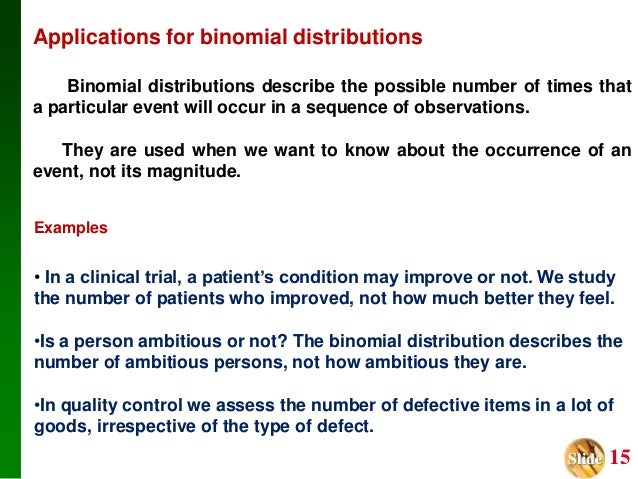 Applications for binomial distributions
Binomial distributions describe the possible number of times that
a particular event will occur in a sequence of observations.
They are used when we want to know about the occurrence of an
event, not its magnitude.
Examples
• In a clinical trial, a patient’s condition may improve or not. We study
the number of patients who improved, not how much better they feel.
•Is a person ambitious or not? The binomial distribution describes the
number of ambitious persons, not how ambitious they are.
•In quality control we assess the number of defective items in a lot of
goods, irrespective of the type of defect.
Slide 15